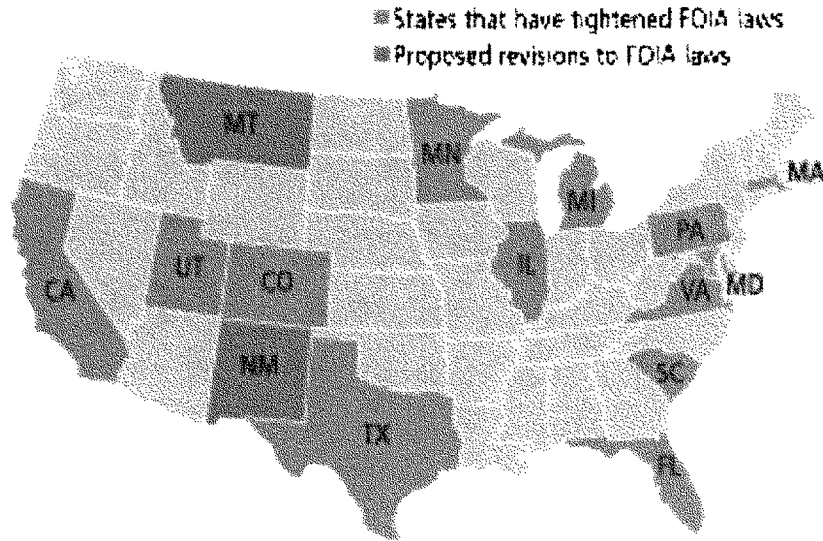 States that have tightened FOIA laws
Proposed revisions to FOIA laws
MT
MN
MA
MI
PA
IL
UT
CO
CA
VA
MD
NM
SC
TX
FL